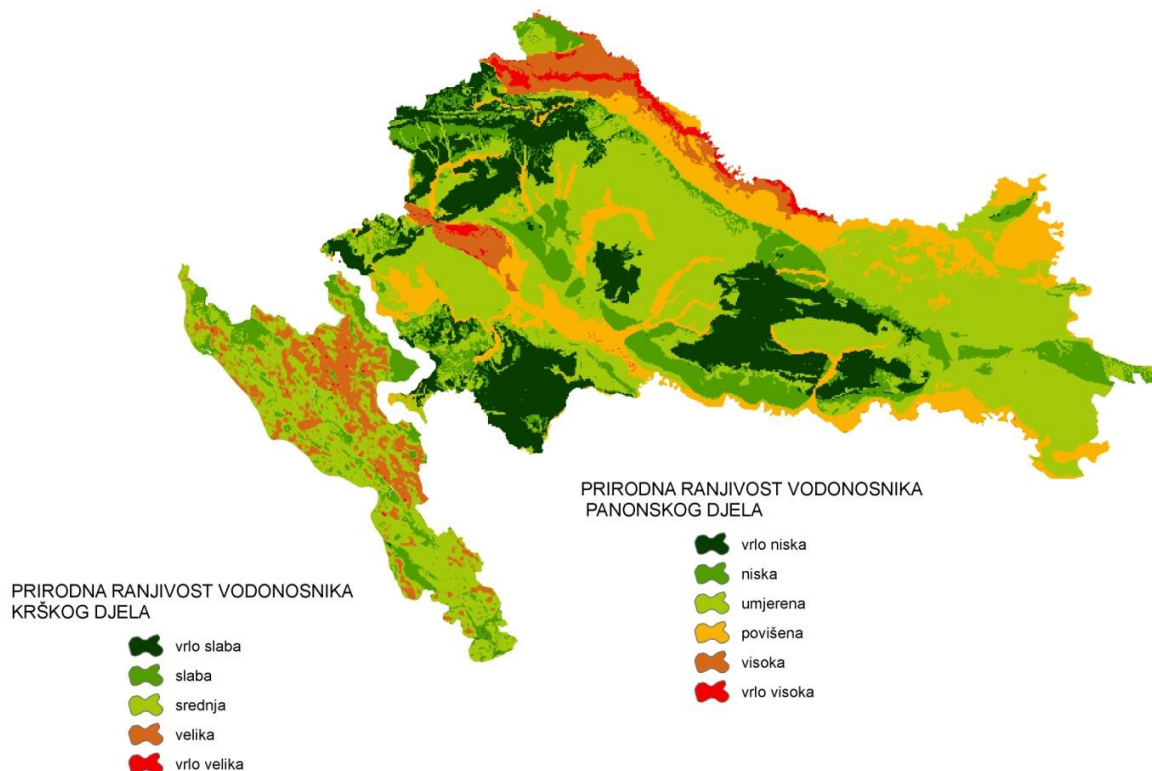 PRIRODNA RANJIVOST VODONOSNIKA
PANONSKOG DJELA
vrlo niska
niska
umjerena
povišena
visoka
vrlo visoka
PRIRODNA RANJIVOST VODONOSNIKA
KRŠKOG DJELA
vrlo slaba
slaba
srednja
velika
vrlo velika